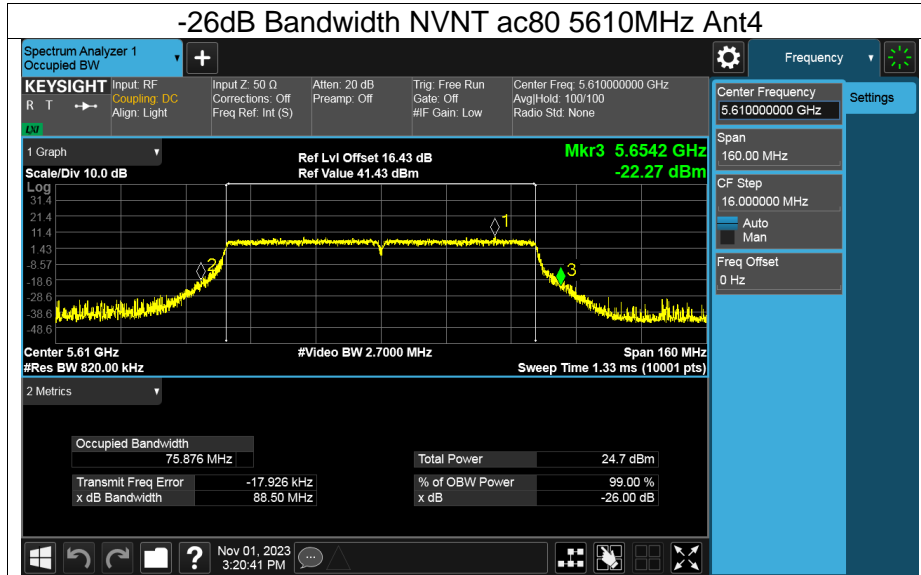 -26dB Bandwidth NVNT ac80 5610MHz Ant4
Spectrum Analyzer 1
Occupied BW
Frequency
KEYSIGHT
R T
LXI
Input: RF
Coupling: DC
Align: Light
Input Z: 50 Ω
Corrections: Off
Freq Ref: Int (S)
Atten: 20 dB
Preamp: Off
Trig: Free Run
Gate: Off
#IF Gain: Low
Center Freq: 5.610000000 GHz
Avg|Hold: 100/100
Radio Std: None
Center Frequency
5.610000000 GHz
Settings
Span
160.00 MHz
CF Step
16.000000 MHz
Auto
Man
Freq Offset
0 Hz
1 Graph
Scale/Div 10.0 dB
Ref Lvl Offset 16.43 dB
Ref Value 41.43 dBm
Mkr3 5.6542 GHz
-22.27 dBm
Log
31.4
21.4
11.4
1.43
-8.57
-18.6
-28.6
-38.6
-48.6
1
2
3
Center 5.61 GHz
#Video BW 2.7000 MHz
Span 160 MHz
#Res BW 820.00 kHz
Sweep Time 1.33 ms (10001 pts)
2 Metrics
Occupied Bandwidth
75.876 MHz
Total Power 24.7 dBm
Transmit Freq Error -17.926 kHz
% of OBW Power 99.00 %
x dB Bandwidth 88.50 MHz
x dB -26.00 dB
?
Nov 01, 2023
3:20:41 PM